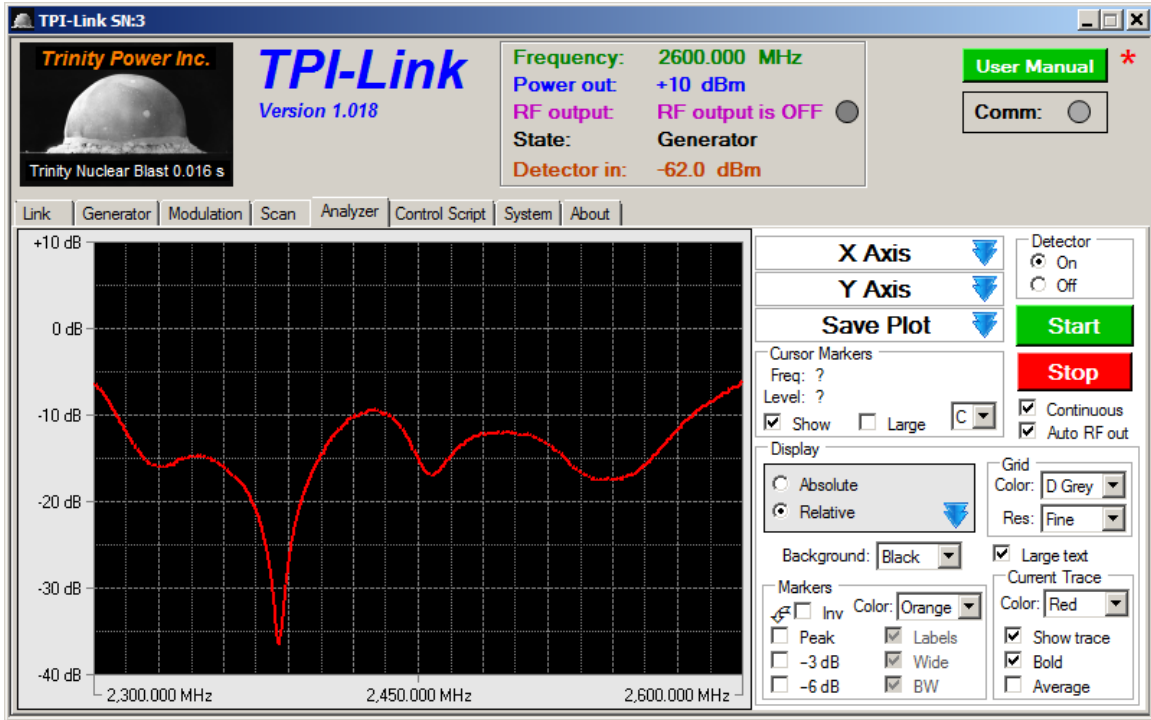 TPI-Link SN:3
Trinity Power Inc.
Trinity Nuclear Blast 0.016 s
TPI-Link
Version 1.018
Frequency: 2600.000 MHz
Power out: +10 dBm
RF output: RF output is OFF
State: Generator
Detector in: -62.0 dBm
User Manual *
Comm:
Link Generator Modulation Scan Analyzer Control Script System About
+10 dB
0 dB
-10 dB
-20 dB
-30 dB
-40 dB
2,300.000 MHz 2,450.000 MHz 2,600.000 MHz
X Axis
Y Axis
Save Plot
Detector
On
Off
Start
Stop
Continuous
Auto RF out
Cursor Markers
Freq: ?
Level: ?
Show Large C
Display
Absolute
Relative
Grid
Color: D Grey
Res: Fine
Background: Black
Large text
Markers
Inv Color: Orange
Peak Labels
-3 dB Wide
-6 dB BW
Current Trace
Color: Red
Show trace
Bold
Average